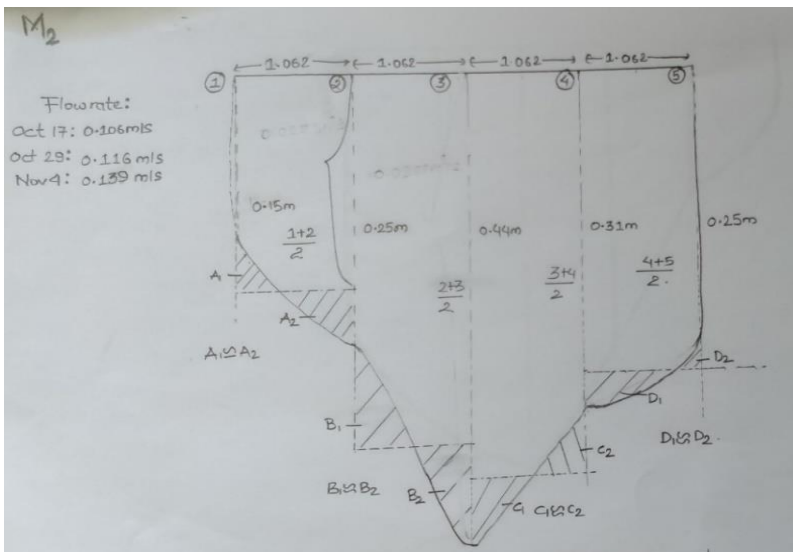 M2
1.062 1.062 1.062 1.062
1 2 3 4 5
Flowrate:
Oct 17: 0.106m/s
Oct 29: 0.116 m/s
Nov 4: 0.139 m/s
0.15m
1+2
2
0.25m
0.44m
0.31m
0.25m
2+3
2
3+4
2
4+5
2.
A
A2
A1≌A2
B1
B1≌B2
B2
C1
C1≌C2
C2
D1
D2
D1≌D2.